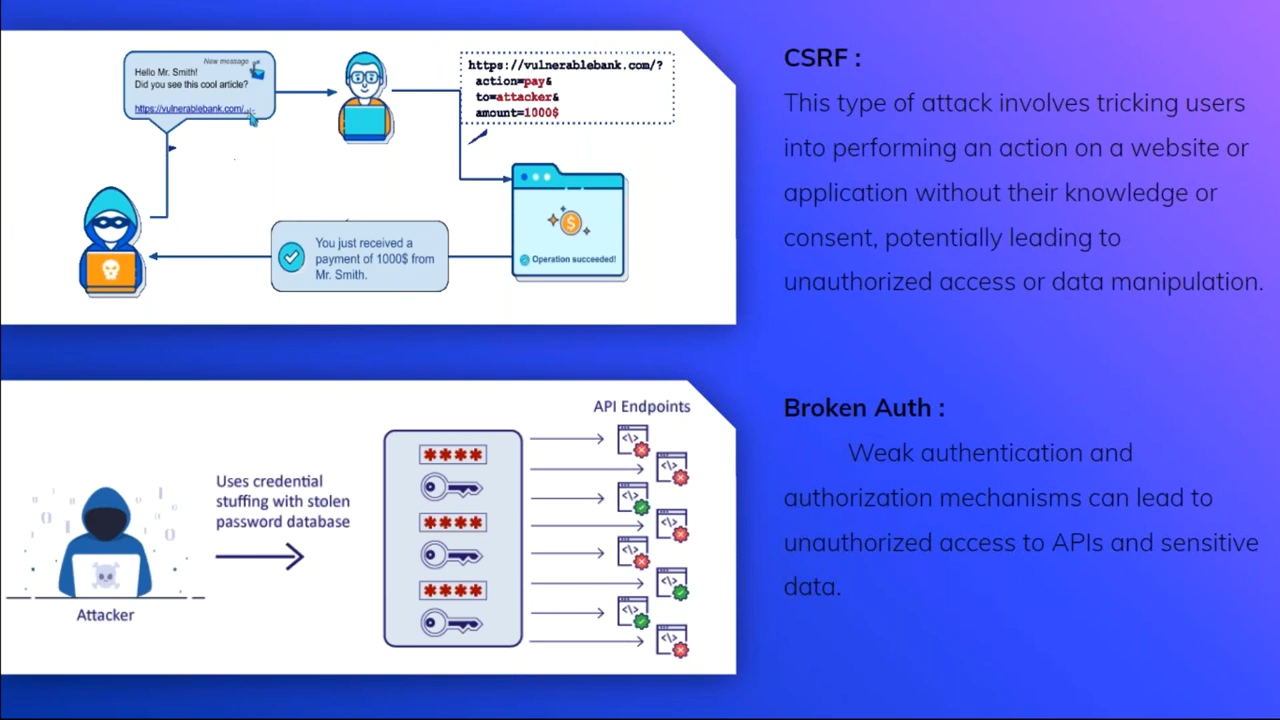 New message
Hello Mr. Smith!
Did you see this cool article?
https://vulnerablebank.com/...
https://vulnerablebank.com/?
action=pay&
to=attacker&
amount=1000$
Operation succeeded!
You just received a
payment of 1000$ from
Mr. Smith.
CSRF :
This type of attack involves tricking users
into performing an action on a website or
application without their knowledge or
consent, potentially leading to
unauthorized access or data manipulation.
API Endpoints
Uses credential
stuffing with stolen
password database
Attacker
Broken Auth :
Weak authentication and
authorization mechanisms can lead to
unauthorized access to APIs and sensitive
data.